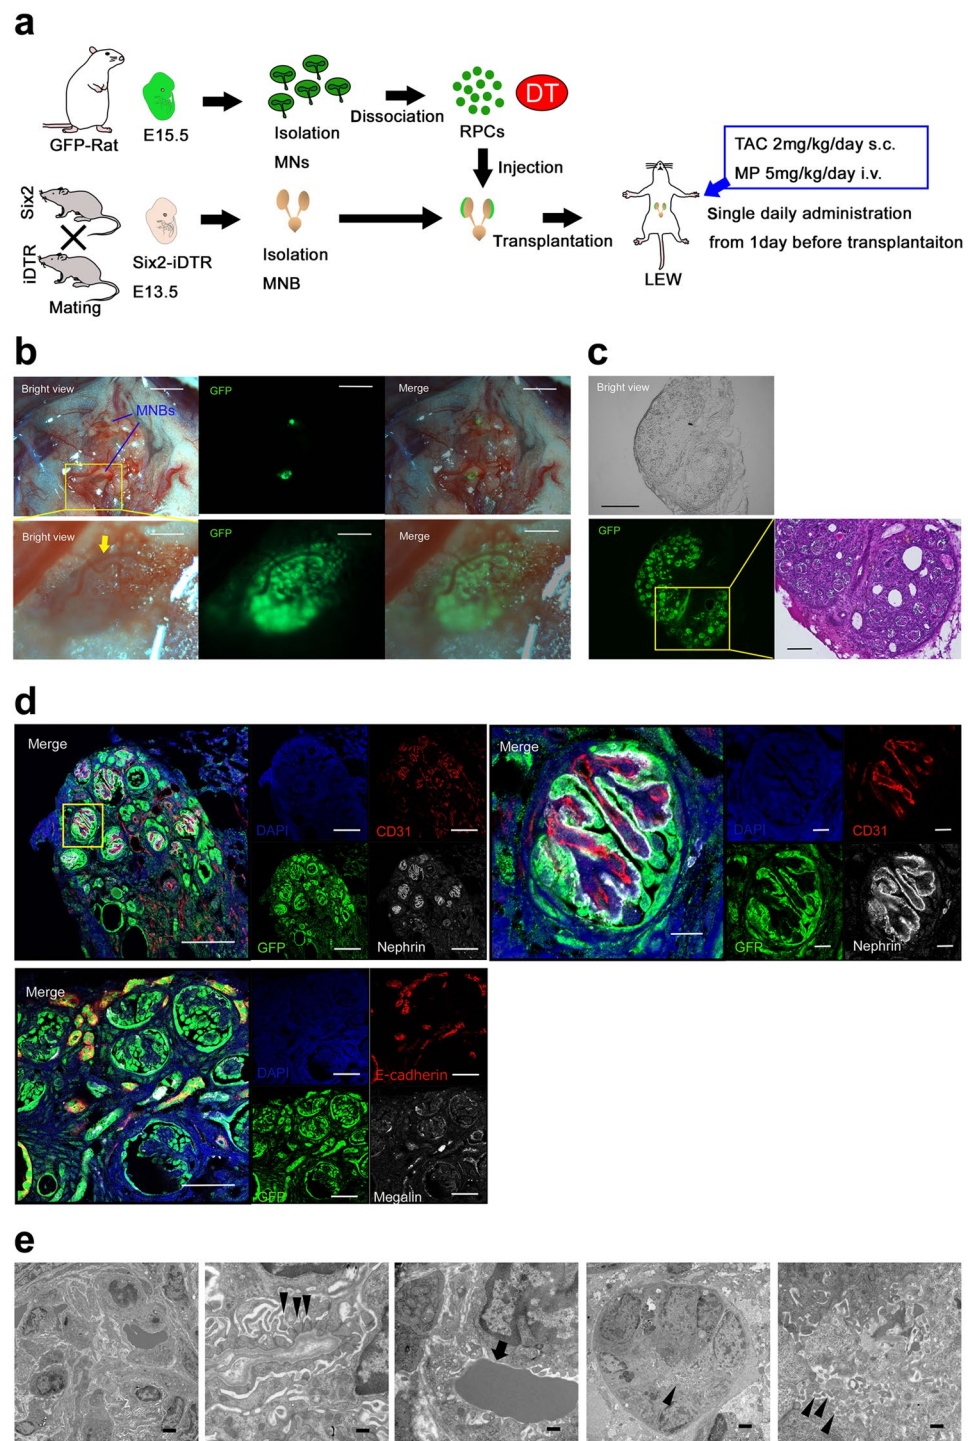 a
GFP-Rat
E15.5
Isolation
MNs
Dissociation
RPCs
DT
Injection
TAC 2mg/kg/day s.c.
MP 5mg/kg/day i.v.
Single daily administration
from 1day before transplantaiton
LEW
Six2
iDTR
Mating
Six2-iDTR
E13.5
Isolation
MNB
Transplantation
b
Bright view
MNBs
GFP
Merge
Bright view
GFP
Merge
c
Bright view
GFP
d
Merge
DAPI
CD31
GFP
Nephrin
Merge
DAPI
CD31
GFP
Nephrin
Merge
DAPI
E-cadherin
GFP
Megalin
e